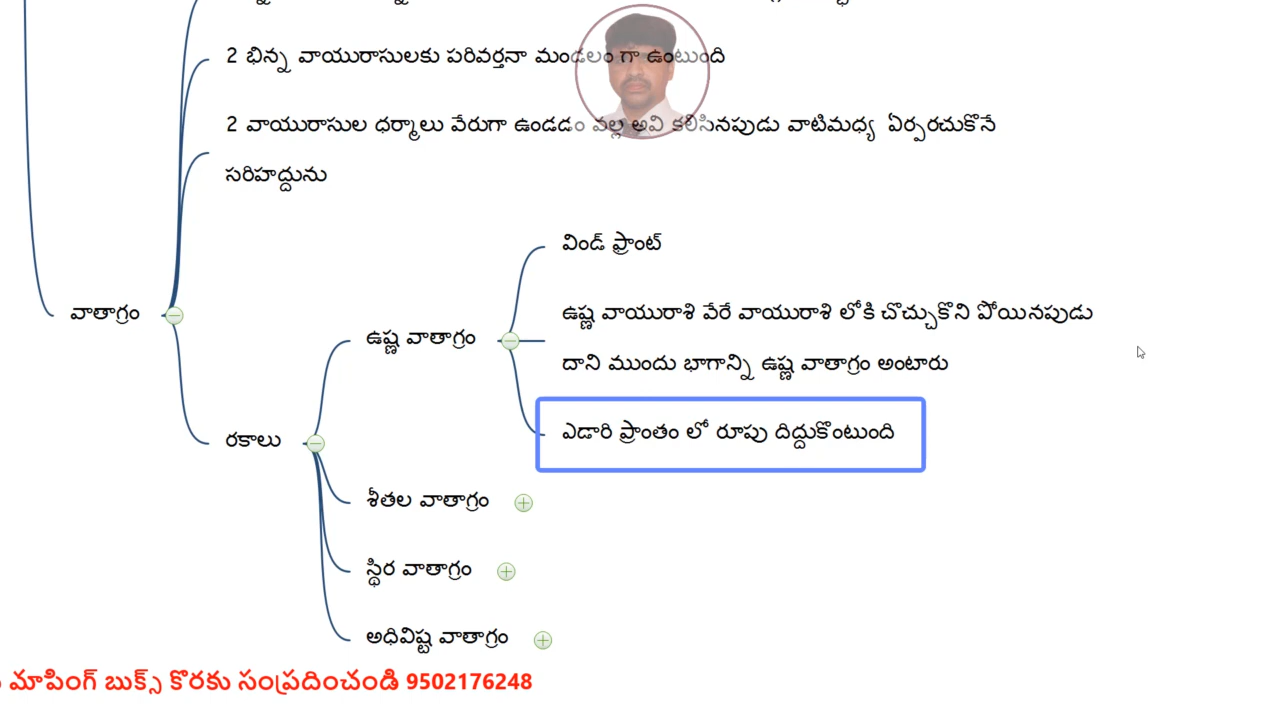 2 భిన్న వాయురాసులకు పరివర్తనా మండలం గా ఉంటుంది
2 వాయురాసుల ధర్మాలు వేరుగా ఉండడం వల్ల అవి కలిసినపుడు వాటిమధ్య ఏర్పరచుకొనే
సరిహద్దును
విండ్ ఫ్రాంట్
వాతాగ్రం
ఉష్ణ వాయురాశి వేరే వాయురాశి లోకి చొచ్చుకొని పోయినపుడు
ఉష్ణ వాతాగ్రం
దాని ముందు భాగాన్ని ఉష్ణ వాతాగ్రం అంటారు
ఎడారి ప్రాంతం లో రూపు దిద్దుకొంటుంది
రకాలు
శీతల వాతాగ్రం
స్థిర వాతాగ్రం
అధివిష్ట వాతాగ్రం
మాపింగ్ బుక్స్ కొరకు సంప్రదించండి 9502176248